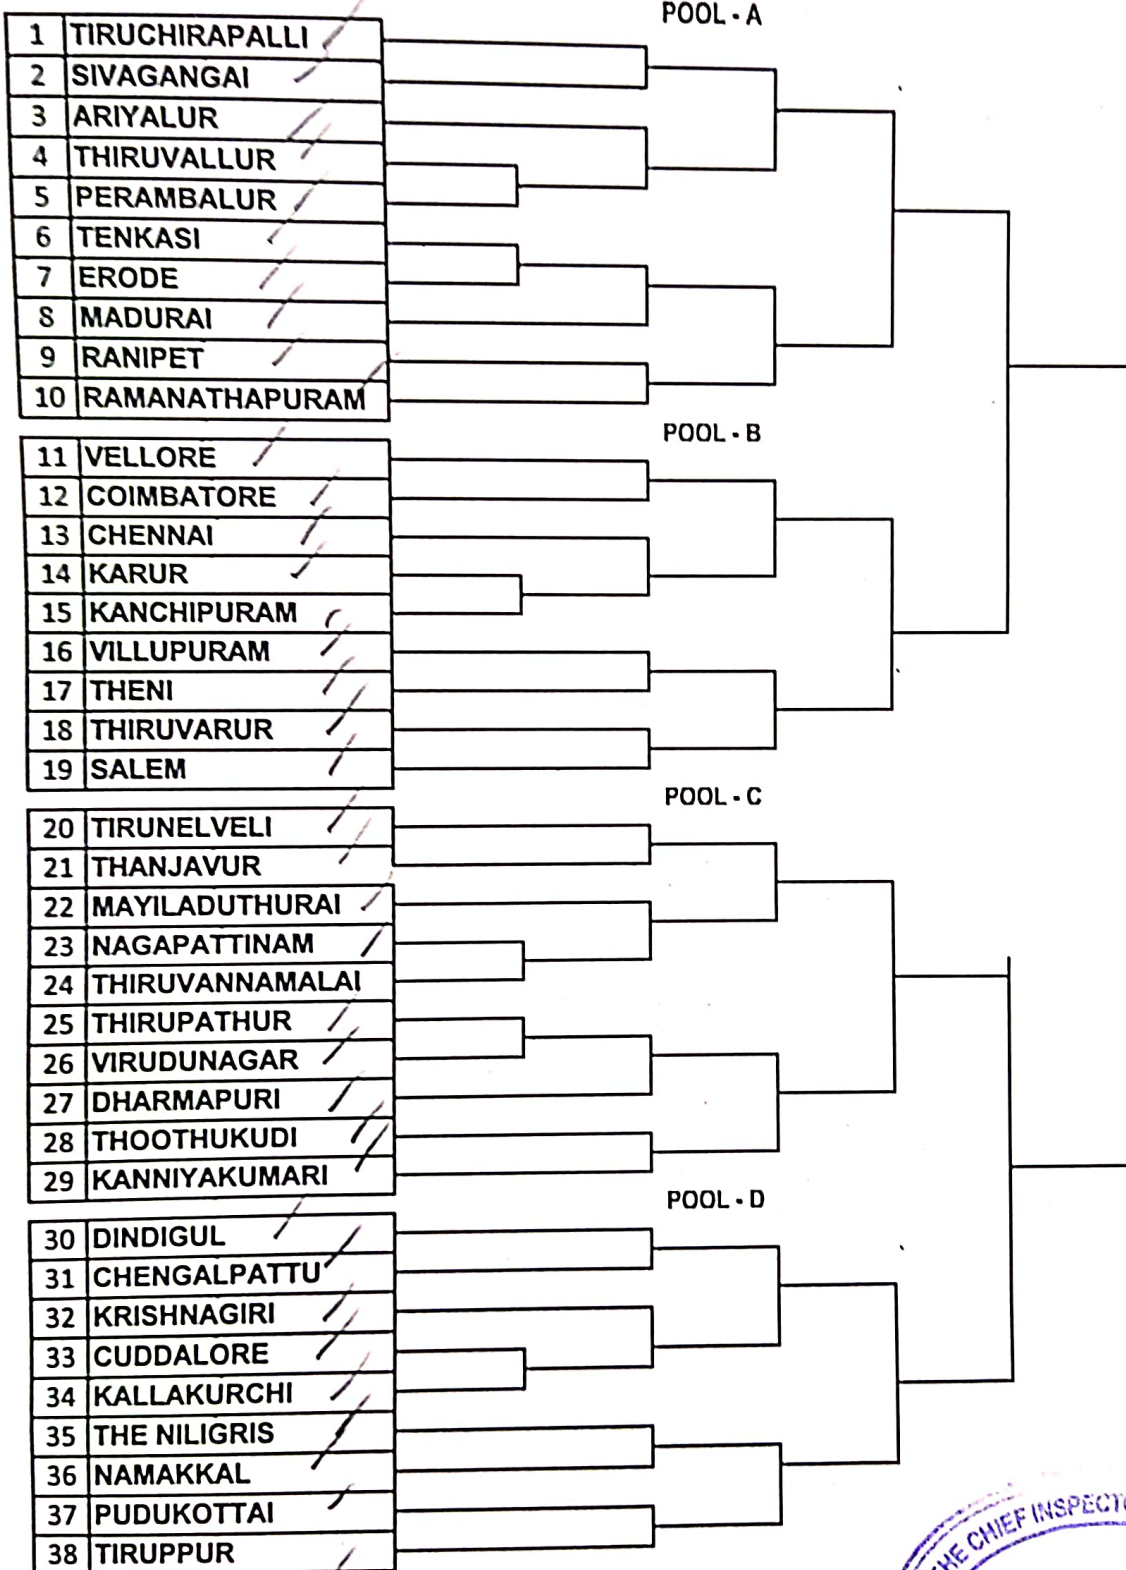 POOL - A
1 TIRUCHIRAPALLI
2 SIVAGANGAI
3 ARIYALUR
4 THIRUVALLUR
5 PERAMBALUR
6 TENKASI
7 ERODE
8 MADURAI
9 RANIPET
10 RAMANATHAPURAM
POOL - B
11 VELLORE
12 COIMBATORE
13 CHENNAI
14 KARUR
15 KANCHIPURAM
16 VILLUPURAM
17 THENI
18 THIRUVARUR
19 SALEM
POOL - C
20 TIRUNELVELI
21 THANJAVUR
22 MAYILADUTHURAI
23 NAGAPATTINAM
24 THIRUVANNAMALAI
25 THIRUPATHUR
26 VIRUDUNAGAR
27 DHARMAPURI
28 THOOTHUKUDI
29 KANNIYAKUMARI
POOL - D
30 DINDIGUL
31 CHENGALPATTU
32 KRISHNAGIRI
33 CUDDALORE
34 KALLAKURCHI
35 THE NILIGRIS
36 NAMAKKAL
37 PUDUKOTTAI
38 TIRUPPUR
CHIEF